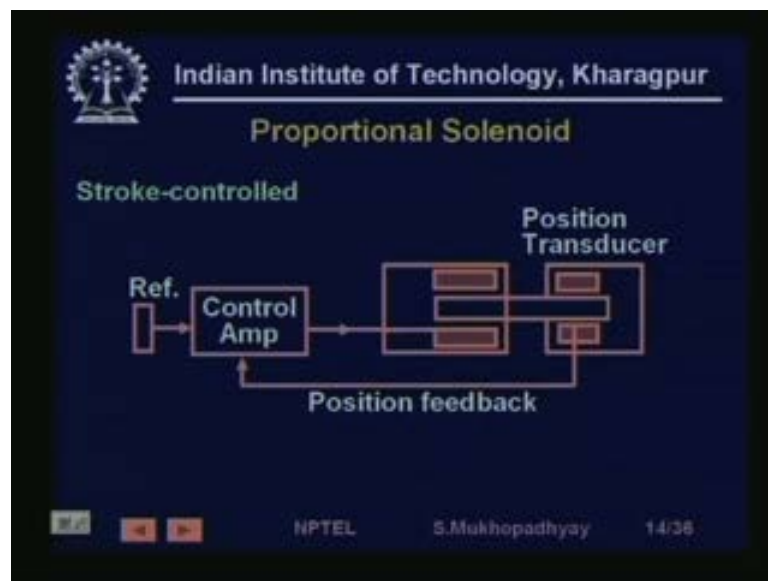 Indian Institute of Technology, Kharagpur
Proportional Solenoid
Stroke-controlled
Position
Transducer
Ref.
Control
Amp
Position feedback
NPTEL S.Mukhopadhyay 14/36